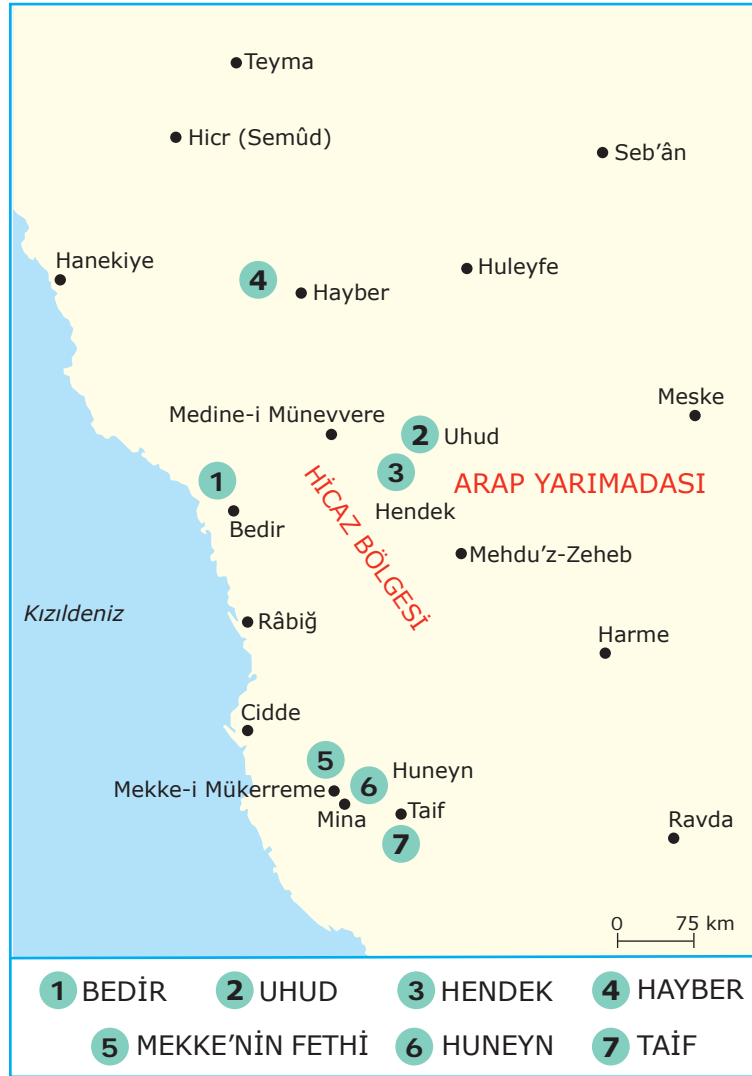 Teyma
Hicr (Semûd)
Seb’ân
Hanekiye
Huleyfe
4
Hayber
Meske
Medine-i Münevvere
2 Uhud
3
Hendek
1
Bedir
HİCAZ BÖLGESİ
ARAP YARIMADASI
Mehdu’z-Zeheb
Kızıldeniz
Râbiğ
Harme
Cidde
5
Huneyn
6
Mekke-i Mükerreme
Mina
Taif
7
Ravda
0 75 km
1 BEDİR 2 UHUD 3 HENDEK 4 HAYBER
5 MEKKE’NİN FETHİ 6 HUNEYN 7 TAİF